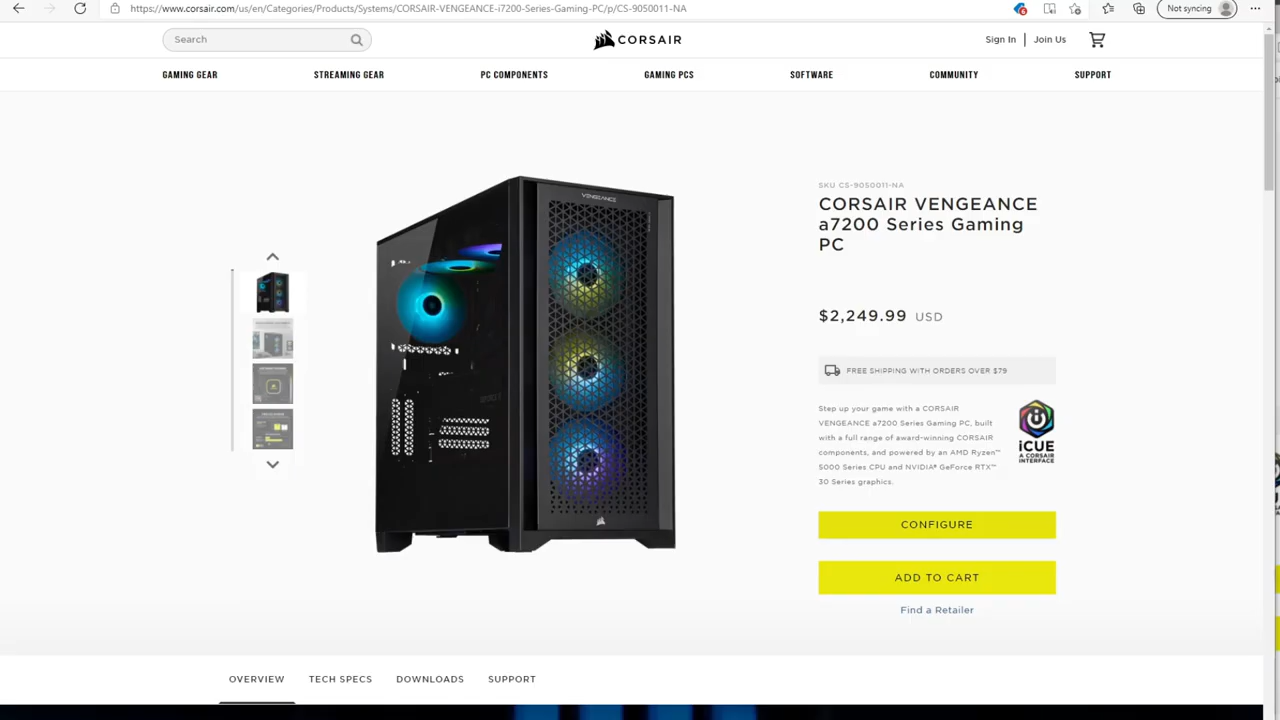 https://www.corsair.com/us/en/Categories/Products/Systems/CORSAIR-VENGEANCE-i7200-Series-Gaming-PC/p/CS-9050011-NA
6
Not syncing
Search
CORSAIR
Sign In
Join Us
GAMING GEAR
STREAMING GEAR
PC COMPONENTS
GAMING PCS
SOFTWARE
COMMUNITY
SUPPORT
VENGEANCE
SKU CS-9050011-NA
CORSAIR VENGEANCE
a7200 Series Gaming
PC
$2,249.99 USD
FREE SHIPPING WITH ORDERS OVER $79
Step up your game with a CORSAIR
VENGEANCE a7200 Series Gaming PC, built
with a full range of award-winning CORSAIR
components, and powered by an AMD Ryzen™
5000 Series CPU and NVIDIA® GeForce RTX™
30 Series graphics.
iCUE
A CORSAIR
INTERFACE
CONFIGURE
ADD TO CART
Find a Retailer
OVERVIEW
TECH SPECS
DOWNLOADS
SUPPORT